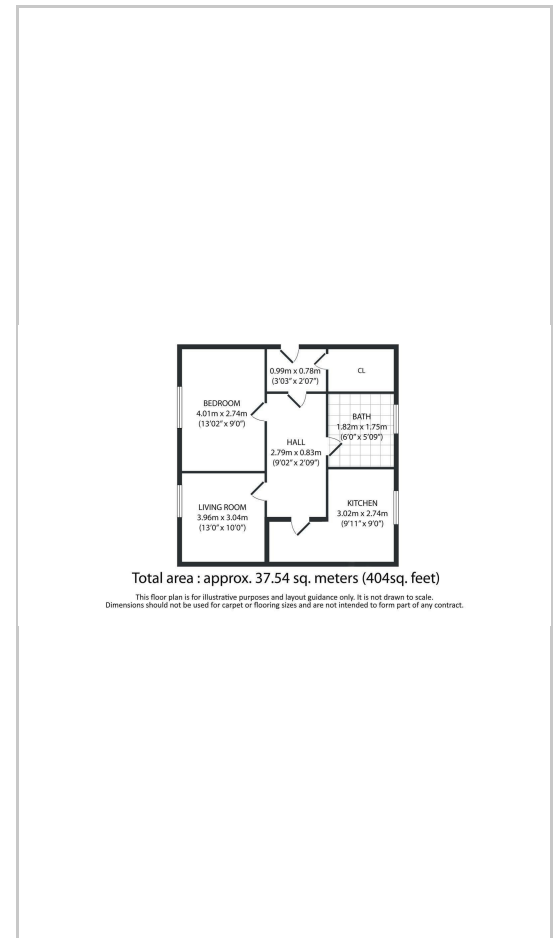 0.99m x 0.78m
(3'03" x 2'07")
CL
BEDROOM
4.01m x 2.74m
(13'02" x 9'0")
BATH
1.82m x 1.75m
(6'0" x 5'09")
HALL
2.79m x 0.83m
(9'02" x 2'09")
LIVING ROOM
3.96m x 3.04m
(13'0" x 10'0")
KITCHEN
3.02m x 2.74m
(9'11" x 9'0")
Total area : approx. 37.54 sq. meters (404sq. feet)
This floor plan is for illustrative purposes and layout guidance only. It is not drawn to scale.
Dimensions should not be used for carpet or flooring sizes and are not intended to form part of any contract.